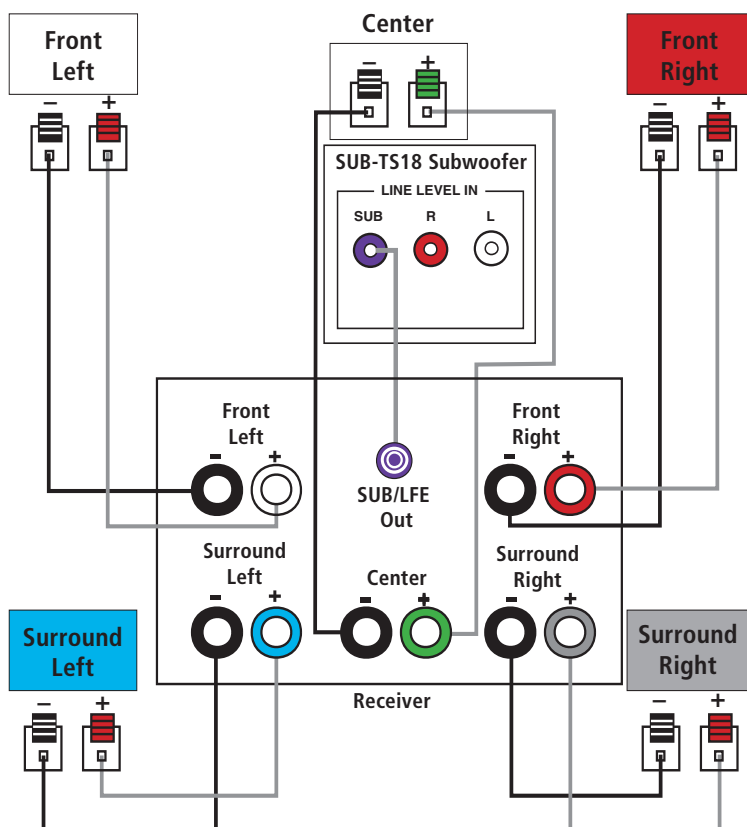 Front
Left
- +
Center
- +
Front
Right
- +
SUB-TS18 Subwoofer
LINE LEVEL IN
SUB R L
Front
Left
- +
SUB/LFE
Out
Front
Right
- +
Surround
Left
- +
Center
- +
Surround
Right
- +
Receiver
Surround
Left
- +
Surround
Right
- +